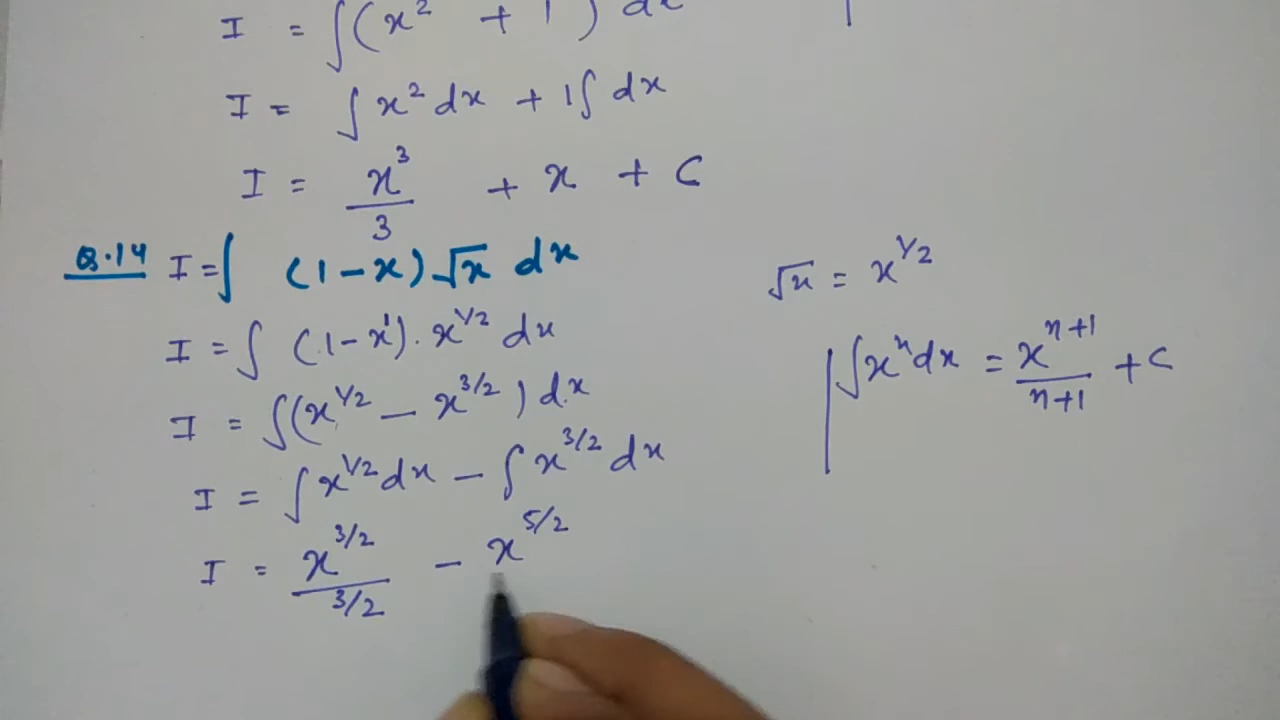 I = ∫(x² + 1) dx
I = ∫ x² dx + 1∫ dx
I = x³/3 + x + C
Q.14 I = ∫ (1-x)√x dx
I = ∫ (1-x¹).x^1/2 dx
I = ∫(x^1/2 - x^3/2) dx
I = ∫ x^1/2 dx - ∫ x^3/2 dx
I = x^3/2 / 3/2 - x^5/2
√x = x^1/2
∫x^n dx = x^n+1 / n+1 + C